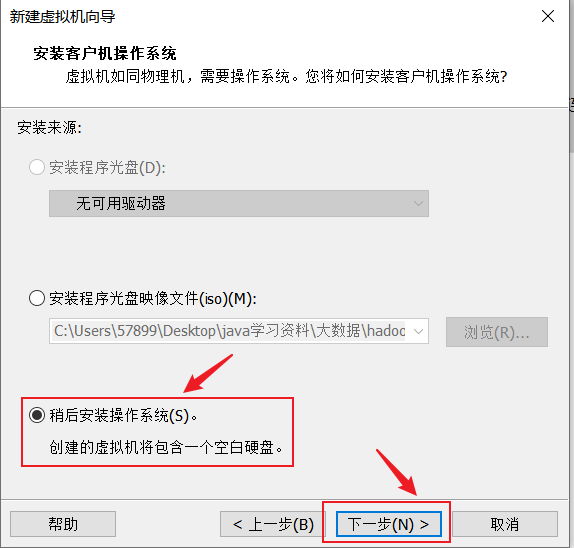 新建虚拟机向导
安装客户机操作系统
虚拟机如同物理机，需要操作系统。您将如何安装客户机操作系统?
安装来源:
安装程序光盘(D):
无可用驱动器
安装程序光盘映像文件(iso)(M):
C:\Users\57899\Desktop\java学习资料\大数据\hadoo
浏览(R)...
稍后安装操作系统(S)。
创建的虚拟机将包含一个空白硬盘。
帮助
< 上一步(B)
下一步(N) >
取消